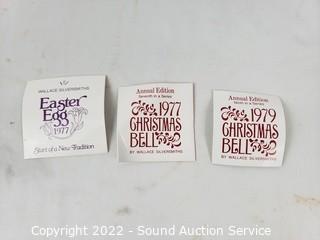 WALLACE SILVERSMITHS
Easter
Egg
1977
Start of a New Tradition
Annual Edition
Seventh in a Series
1977
CHRISTMAS
BELL
BY WALLACE SILVERSMITHS
Annual Edition
Ninth in a Series
1979
CHRISTMAS
BELL
BY WALLACE SILVERSMITHS
Copyright 2022 - Sound Auction Service